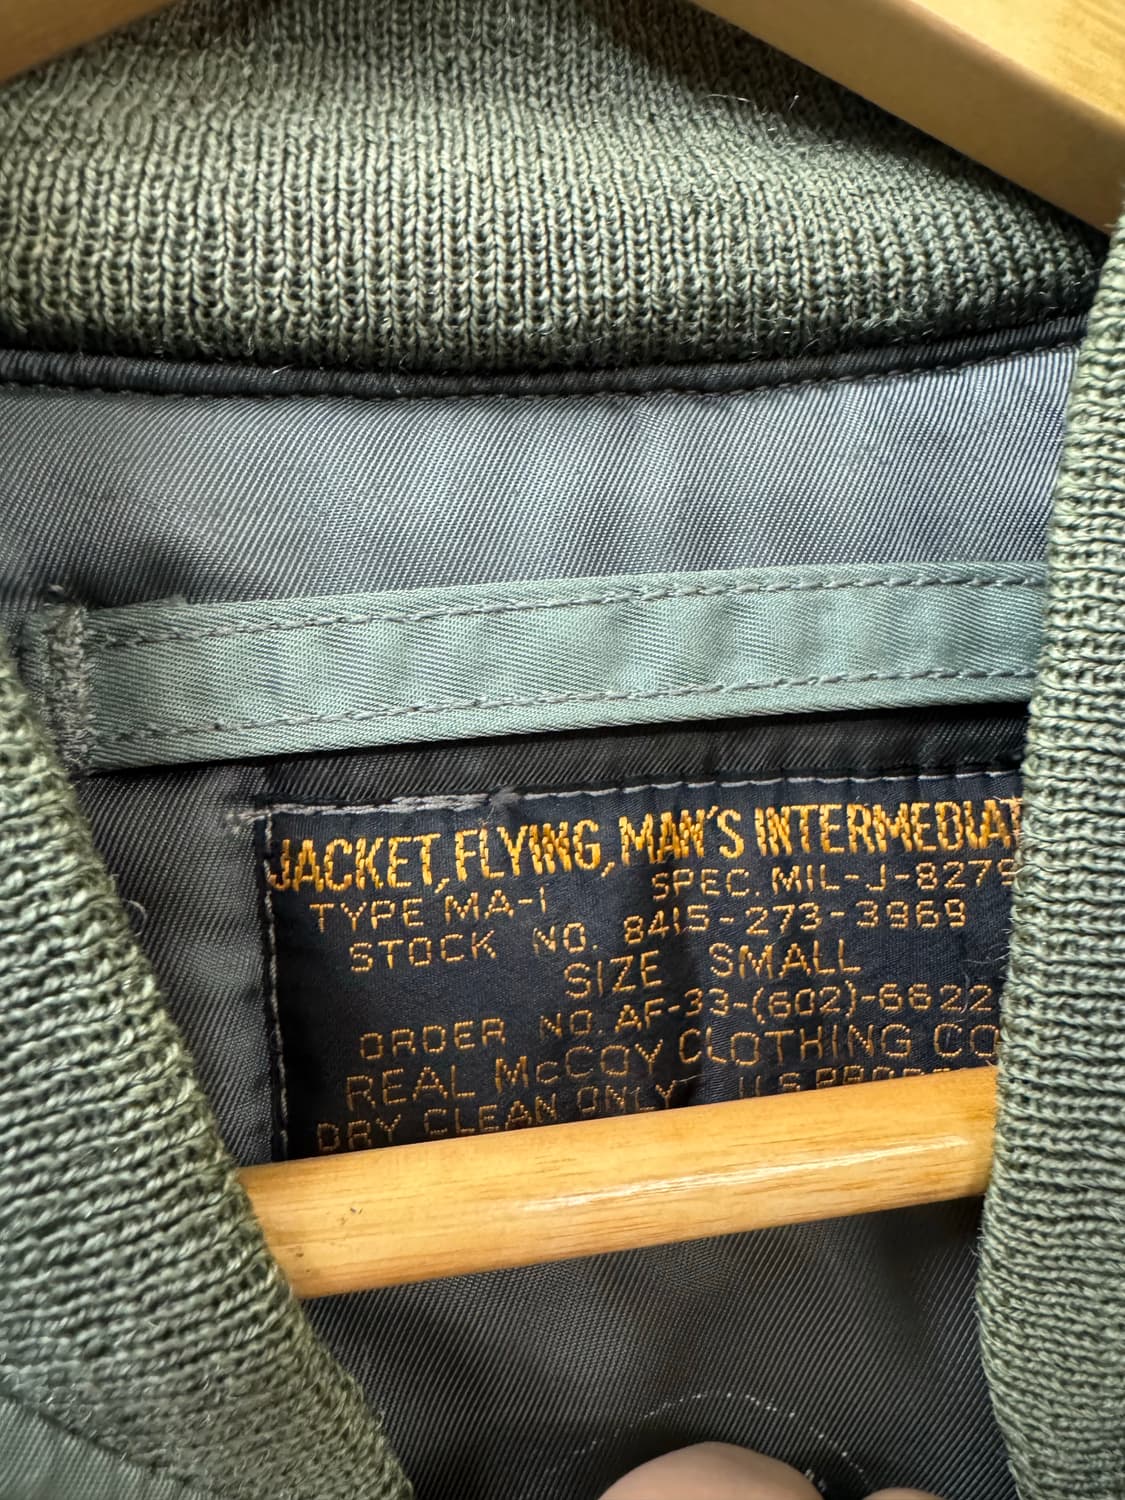 JACKET, FLYING, MAN'S INTERMEDIAT
TYPE MA-1 SPEC. MIL-J-8279
STOCK NO. 8415-273-3969
SIZE SMALL
ORDER NO. AF-33-(602)-6622
REAL McCOY CLOTHING CO
DRY CLEAN ONLY U.S.